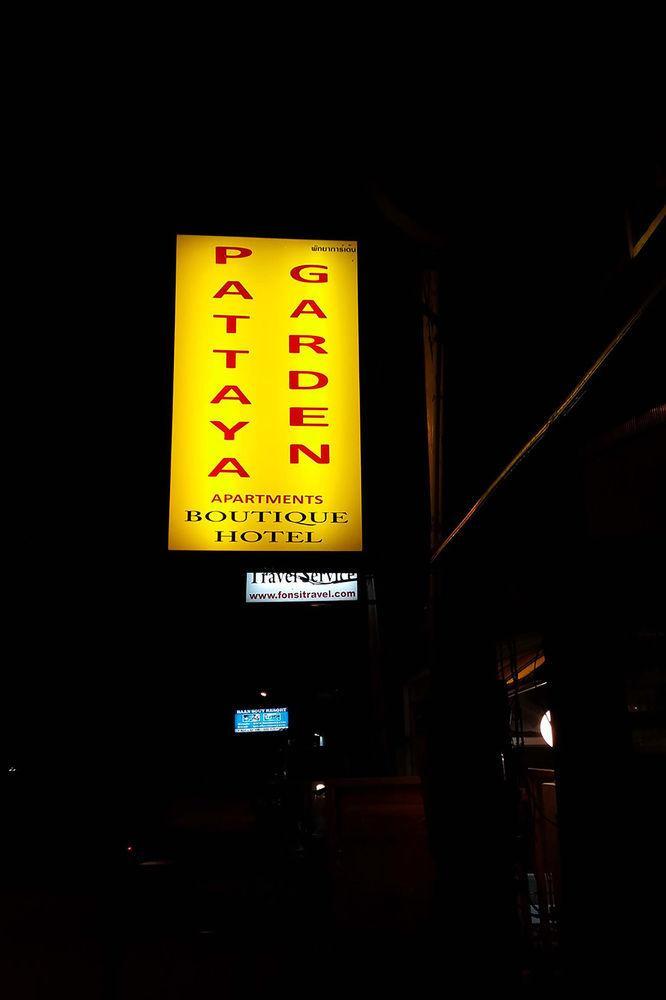 พัทยาการ์เด้น
PATTAYA
GARDEN
APARTMENTS
BOUTIQUE
HOTEL
Travel Service
www.fonsitravel.com